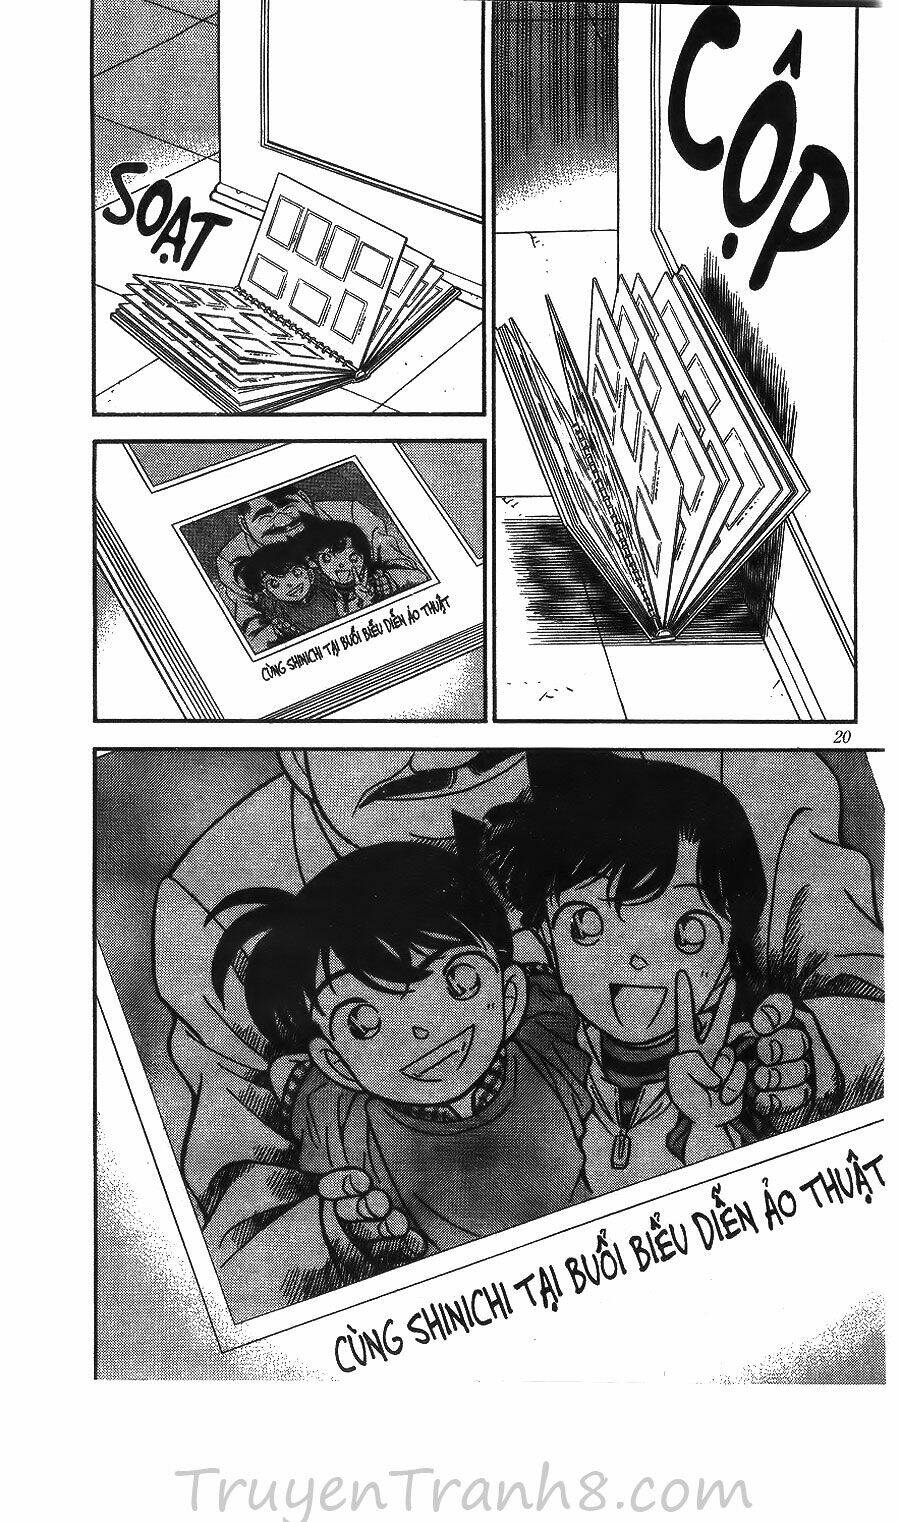 CỘP
SOẠT
CÙNG SHINICHI TẠI BUỔI BIỂU DIỄN ẢO THUẬT
20
CÙNG SHINICHI TẠI BUỔI BIỂU DIỄN ẢO THUẬT
TruyenTranh8.com